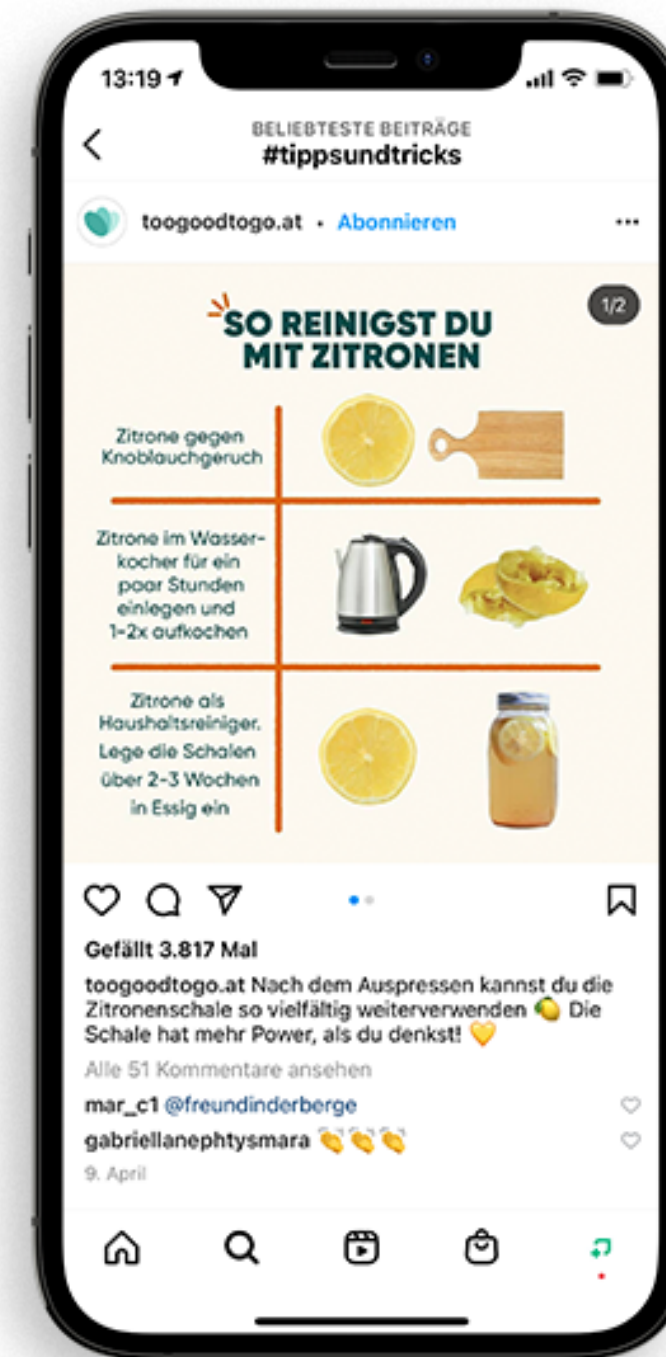 13:19
BELIEBTESTE BEITRÄGE
#tippsundtricks
toogoodtogo.at • Abonnieren
1/2
SO REINIGST DU
MIT ZITRONEN
Zitrone gegen
Knoblauchgeruch
Zitrone im Wasser-
kocher für ein
paar Stunden
einlegen und
1-2x aufkochen
Zitrone als
Haushaltsreiniger.
Lege die Schalen
über 2-3 Wochen
in Essig ein
Gefällt 3.817 Mal
toogoodtogo.at Nach dem Auspressen kannst du die
Zitronenschale so vielfältig weiterverwenden 🍋 Die
Schale hat mehr Power, als du denkst! 💛
Alle 51 Kommentare ansehen
mar_c1 @freundinderberge
gabriellanephtysmara 👏👏👏
9. April